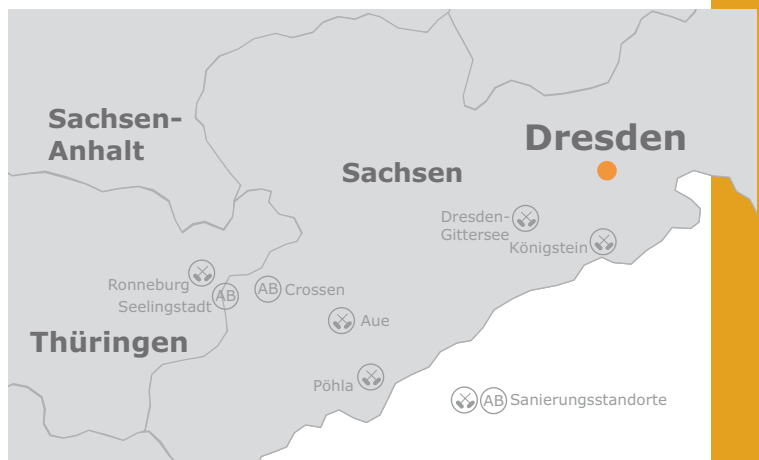 Sachsen-
Anhalt
Dresden
Sachsen
Dresden-
Gittersee
Königstein
Ronneburg
Seelingstadt
AB
AB
Crossen
Aue
Thüringen
Pöhla
AB
Sanierungsstandorte